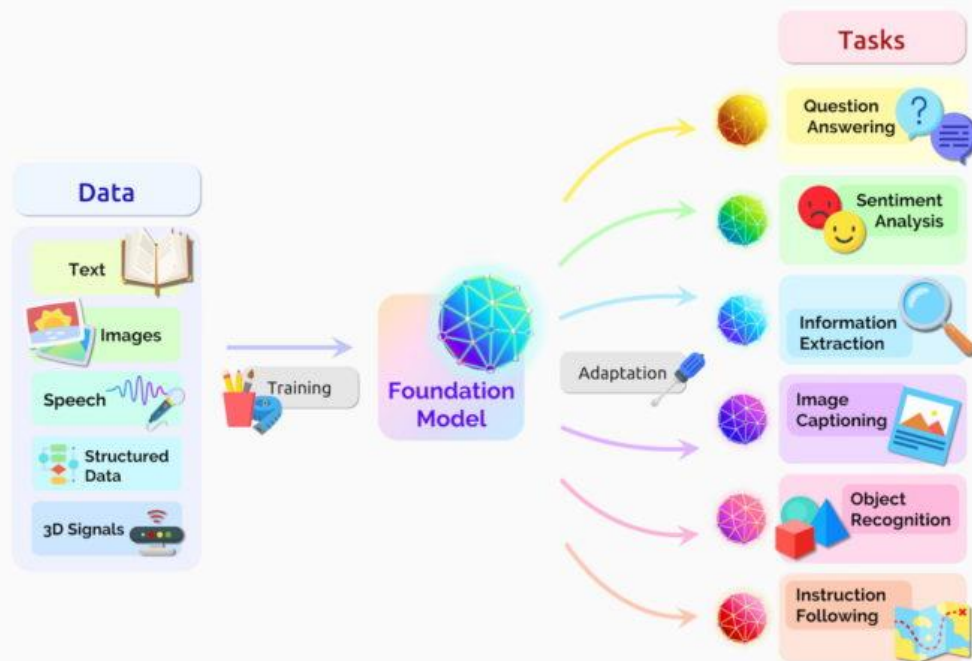 Data
Text
Images
Speech
Structured
Data
3D Signals
Training
Foundation
Model
Adaptation
Tasks
Question
Answering
Sentiment
Analysis
Information
Extraction
Image
Captioning
Object
Recognition
Instruction
Following